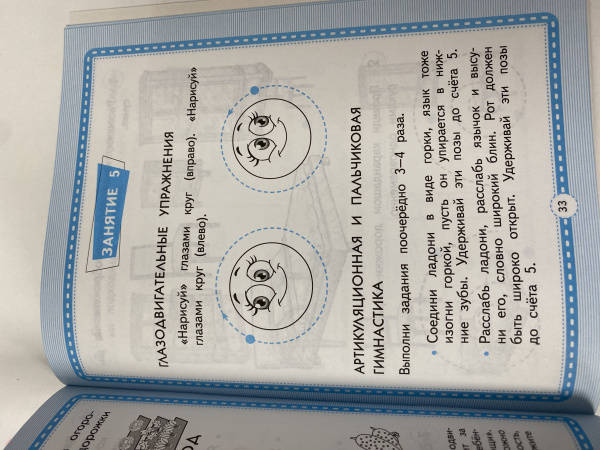 ЗАНЯТИЕ 5
ГЛАЗОДВИГАТЕЛЬНЫЕ УПРАЖНЕНИЯ
«Нарисуй» глазами круг (вправо). «Нарисуй»
глазами круг (влево).
АРТИКУЛЯЦИОННАЯ И ПАЛЬЧИКОВАЯ
ГИМНАСТИКА
Выполни задания поочерёдно 3–4 раза.
• Соедини ладони в виде горки, язык тоже
изогни горкой, пусть он упирается в ниж-
ние зубы. Удерживай эти позы до счёта 5.
• Расслабь ладони, расслабь язычок и высу-
ни его, словно широкий блин. Рот должен
быть широко открыт. Удерживай эти позы
до счёта 5.
33
огоро-
дорожки